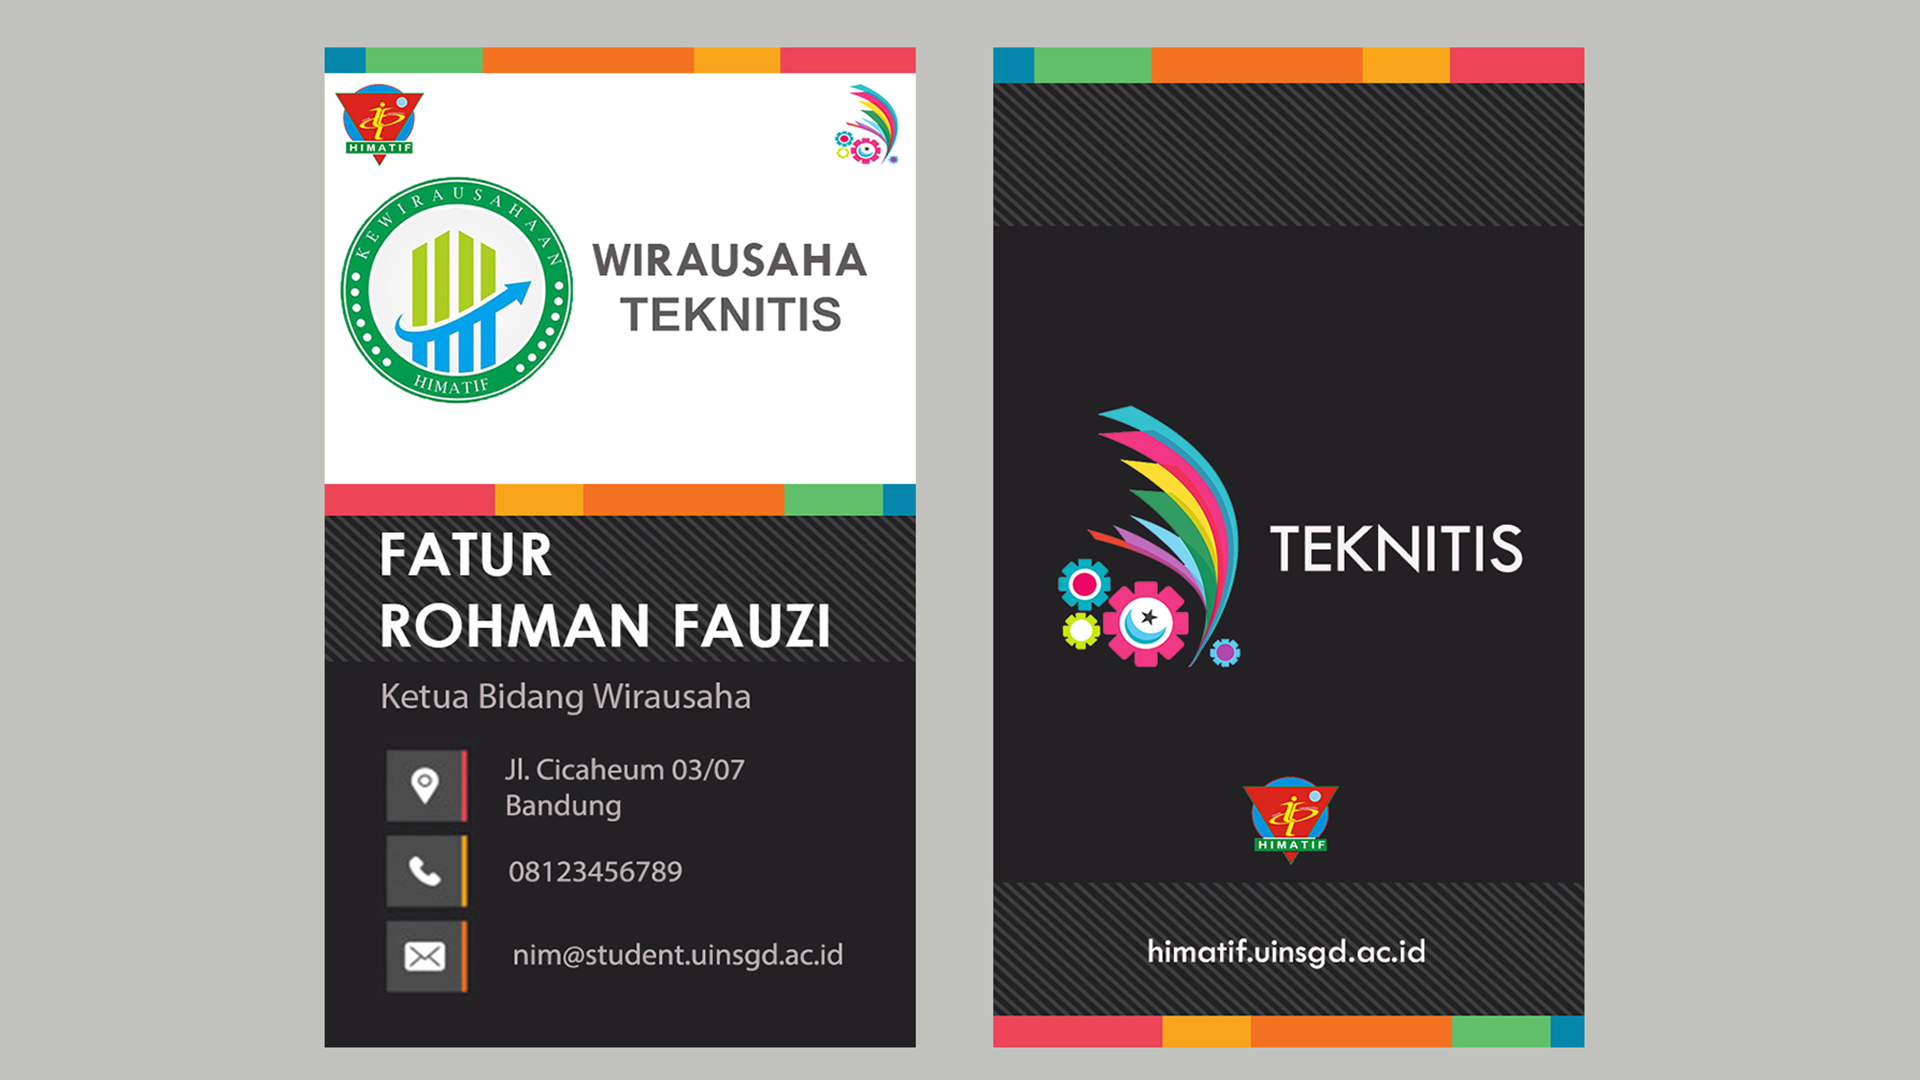 HIMATIF
KEWIRAUSAHAAN
HIMATIF
WIRAUSAHA
TEKNITIS
FATUR
ROHMAN FAUZI
Ketua Bidang Wirausaha
Jl. Cicaheum 03/07
Bandung
08123456789
nim@student.uinsgd.ac.id
TEKNITIS
HIMATIF
himatif.uinsgd.ac.id